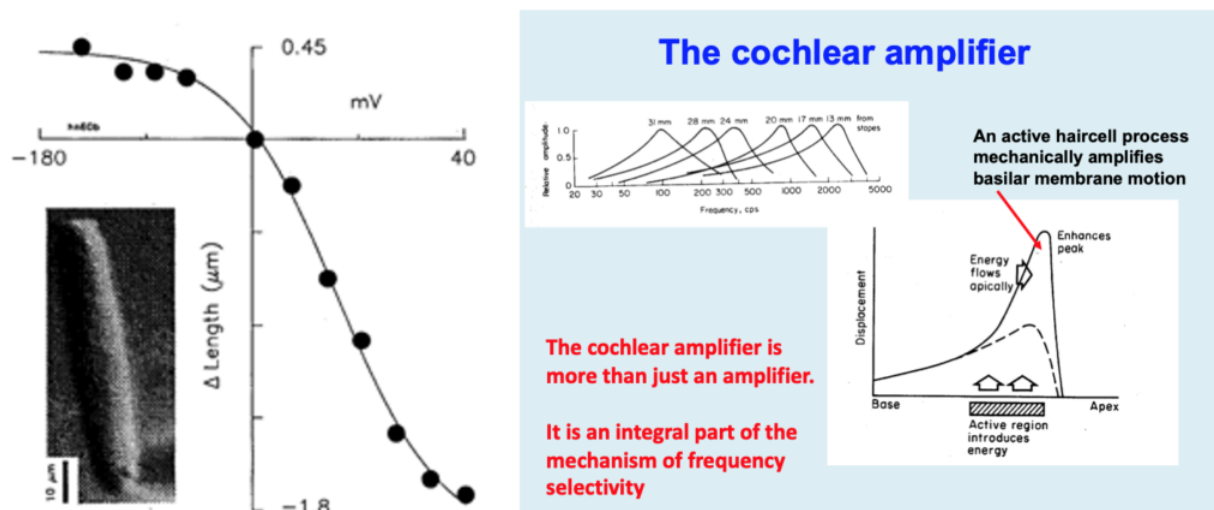 0.45
mV
-180
40
Δ Length (μm)
10 μm
-1.8
The cochlear amplifier
31 mm 28 mm 24 mm 20 mm 17 mm 13 mm from
stapes
Relative amplitude
1.0
0.5
0
20 30 50 100 200 300 500 1000 2000 5000
Frequency, cps
An active haircell process
mechanically amplifies
basilar membrane motion
Enhances
peak
Energy
flows
apically
Displacement
Base
Apex
Active region
introduces
energy
The cochlear amplifier is
more than just an amplifier.
It is an integral part of the
mechanism of frequency
selectivity